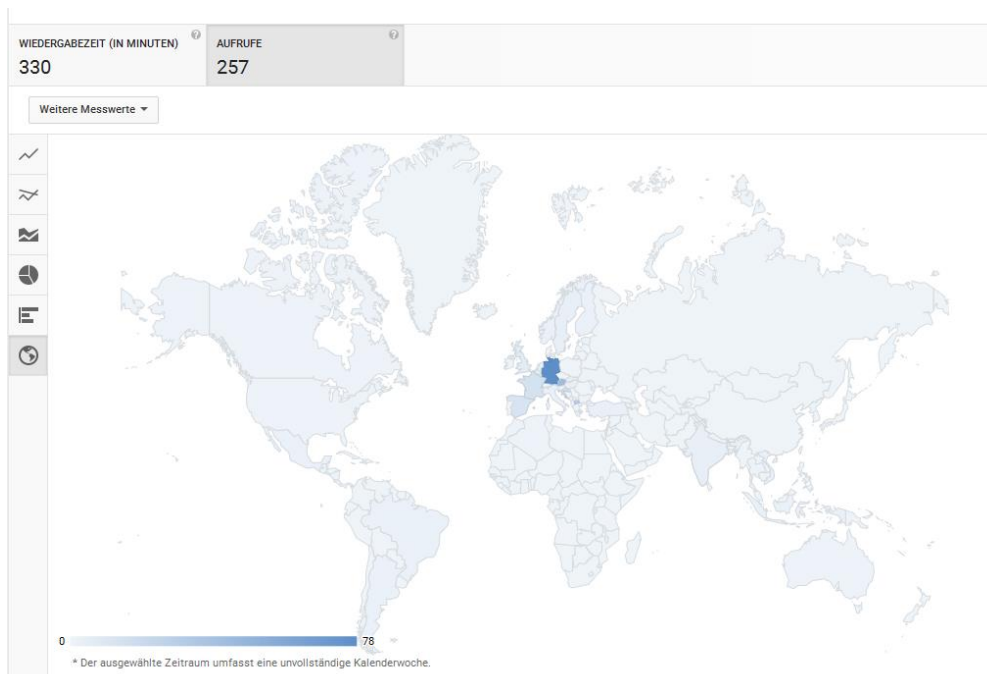 WIEDERGABEZEIT (IN MINUTEN) ?
330
AUFRUFE ?
257
Weitere Messwerte
0 78
* Der ausgewählte Zeitraum umfasst eine unvollständige Kalenderwoche.